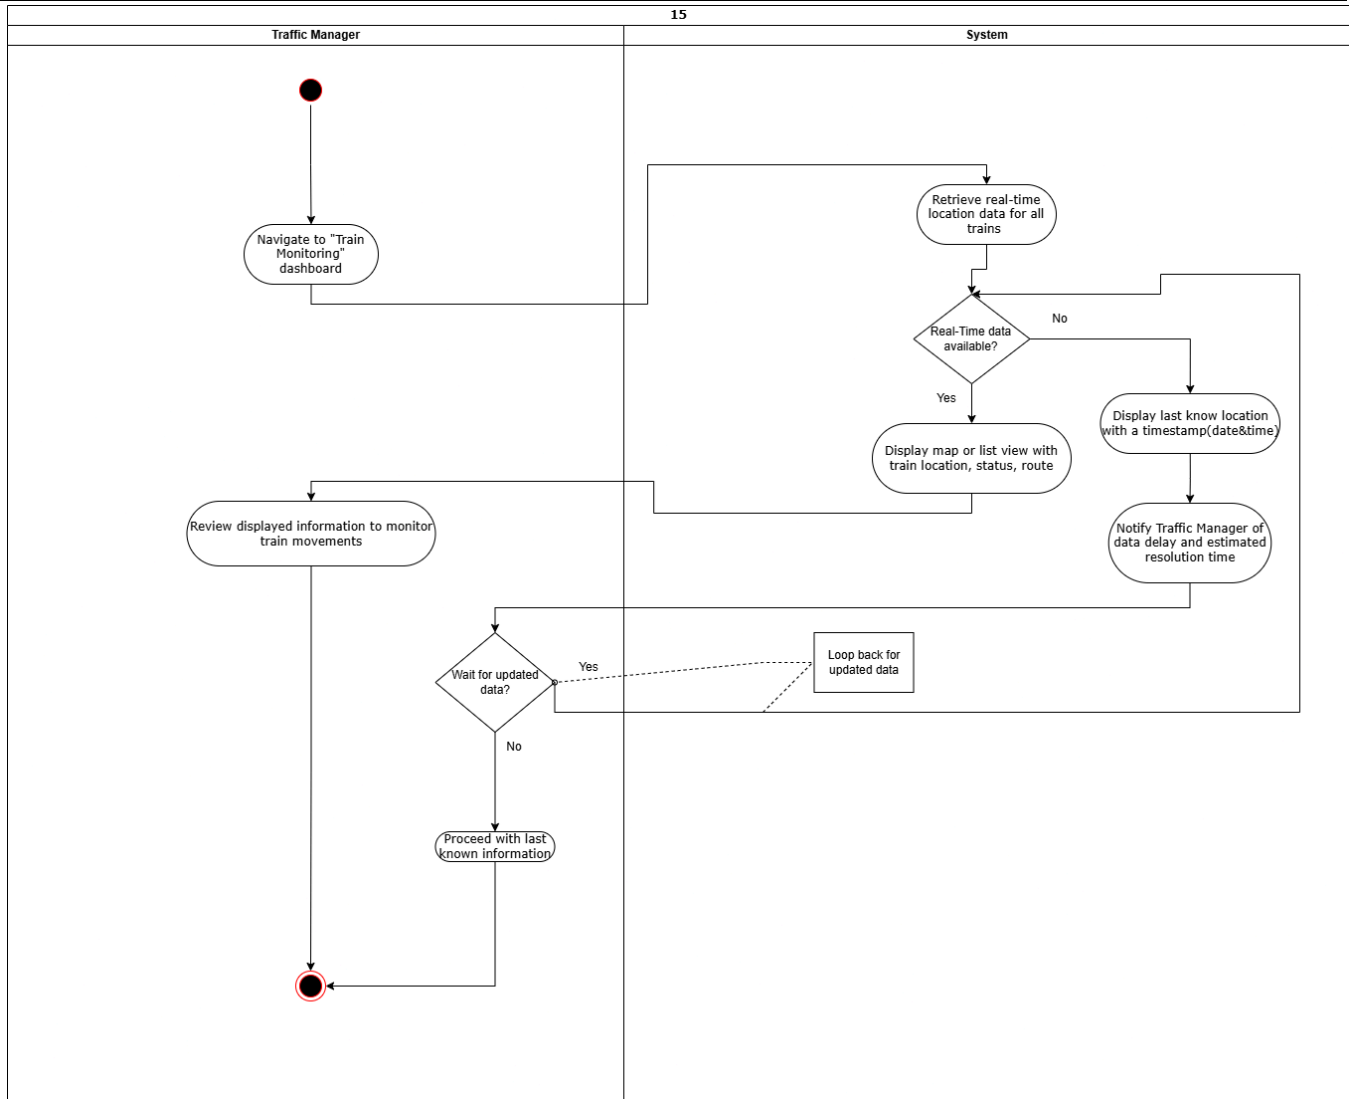 15
Traffic Manager
System
Navigate to "Train
Monitoring"
dashboard
Retrieve real-time
location data for all
trains
Real-Time data
available?
No
Yes
Display last know location
with a timestamp(date&time)
Display map or list view with
train location, status, route
Review displayed information to monitor
train movements
Notify Traffic Manager of
data delay and estimated
resolution time
Wait for updated
data?
Yes
Loop back for
updated data
No
Proceed with last
known information